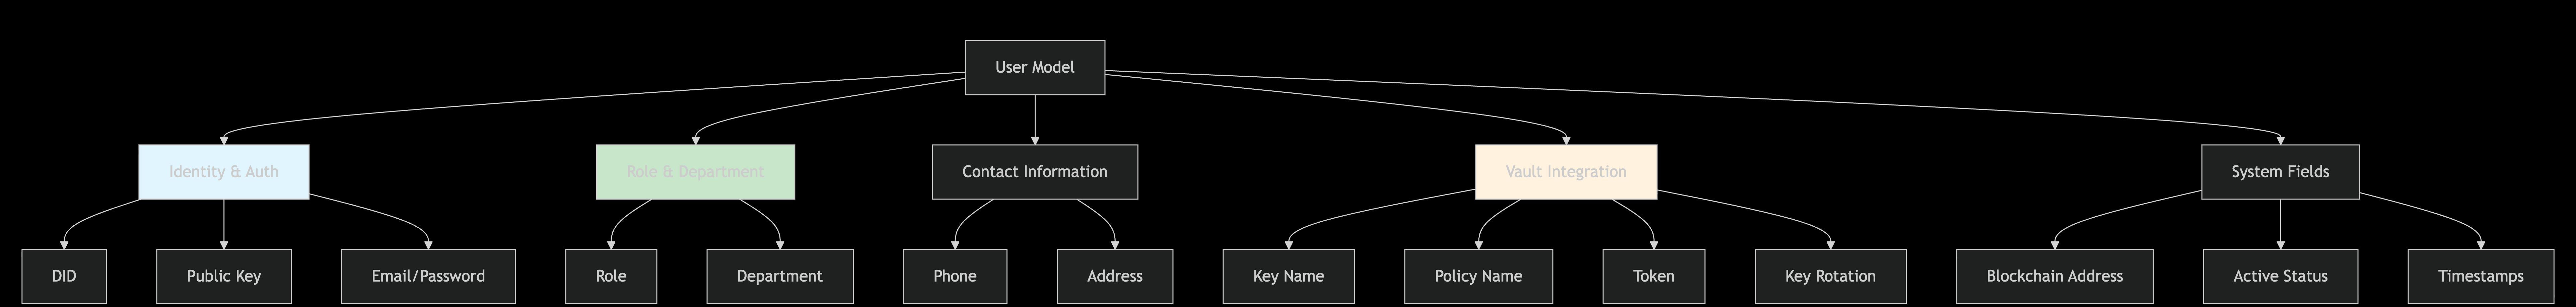 User Model
Identity & Auth
Role & Department
Contact Information
Vault Integration
System Fields
DID
Public Key
Email/Password
Role
Department
Phone
Address
Key Name
Policy Name
Token
Key Rotation
Blockchain Address
Active Status
Timestamps